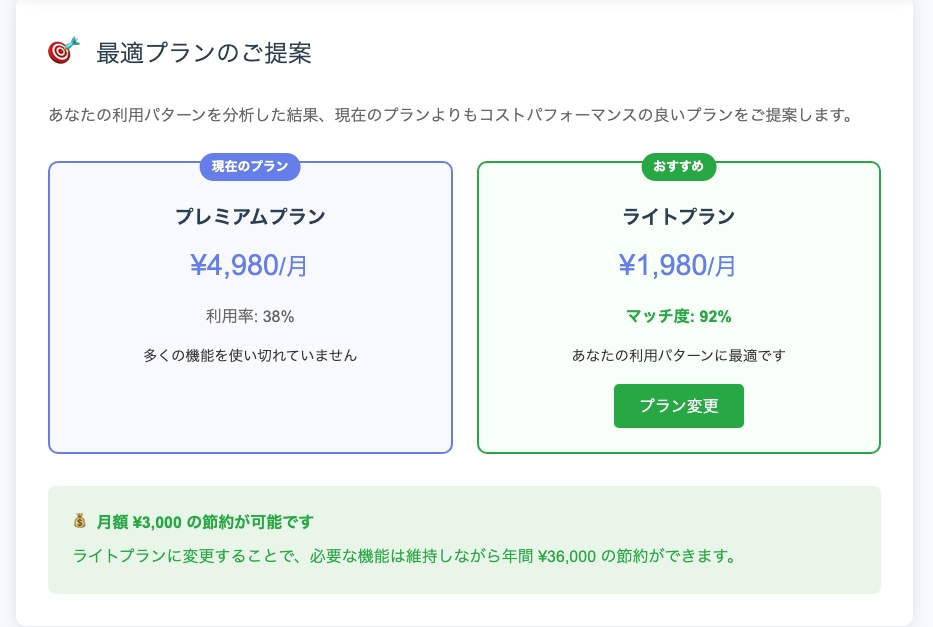 最適プランのご提案
あなたの利用パターンを分析した結果、現在のプランよりもコストパフォーマンスの良いプランをご提案します。
現在のプラン
プレミアムプラン
¥4,980/月
利用率: 38%
多くの機能を使い切れていません
おすすめ
ライトプラン
¥1,980/月
マッチ度: 92%
あなたの利用パターンに最適です
プラン変更
月額 ¥3,000 の節約が可能です
ライトプランに変更することで、必要な機能は維持しながら年間 ¥36,000 の節約ができます。